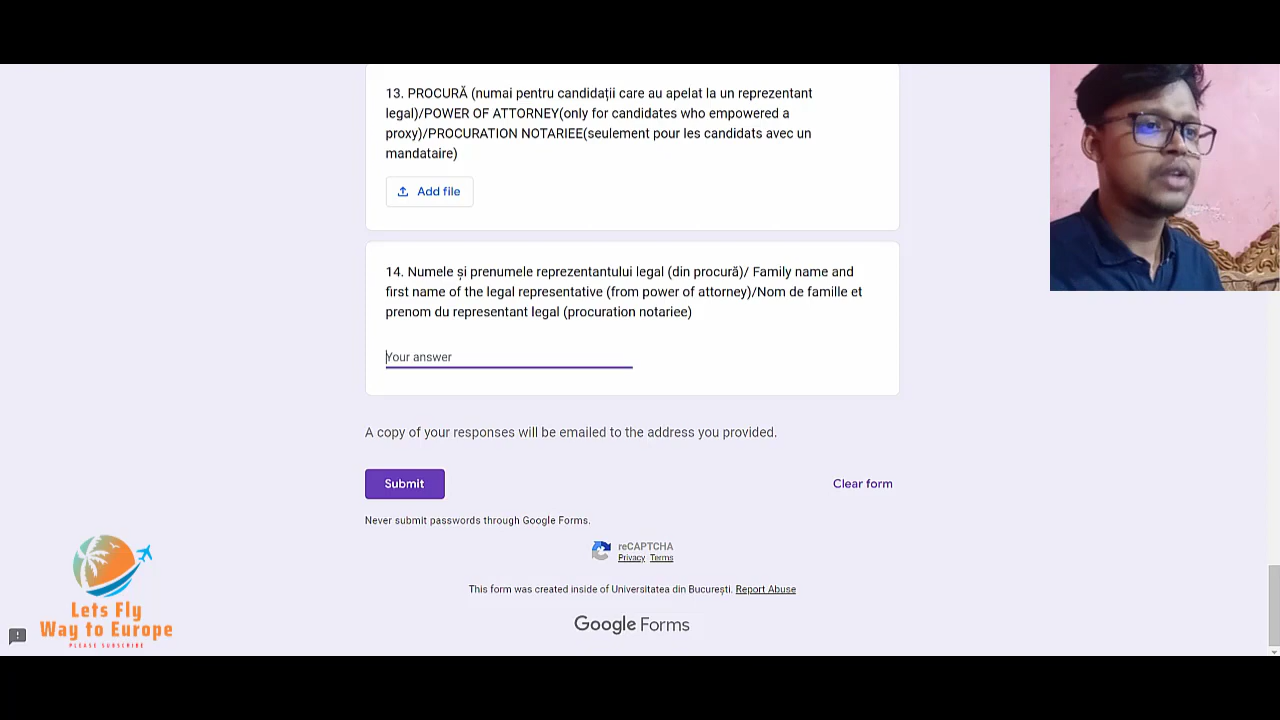 13. PROCURĂ (numai pentru candidații care au apelat la un reprezentant
legal)/POWER OF ATTORNEY(only for candidates who empowered a
proxy)/PROCURATION NOTARIEE(seulement pour les candidats avec un
mandataire)
Add file
14. Numele și prenumele reprezentantului legal (din procură)/ Family name and
first name of the legal representative (from power of attorney)/Nom de famille et
prenom du representant legal (procuration notariee)
Your answer
A copy of your responses will be emailed to the address you provided.
Submit
Clear form
Never submit passwords through Google Forms.
reCAPTCHA
Privacy Terms
This form was created inside of Universitatea din București. Report Abuse
Google Forms
Lets Fly
Way to Europe
PLEASE SUBSCRIBE